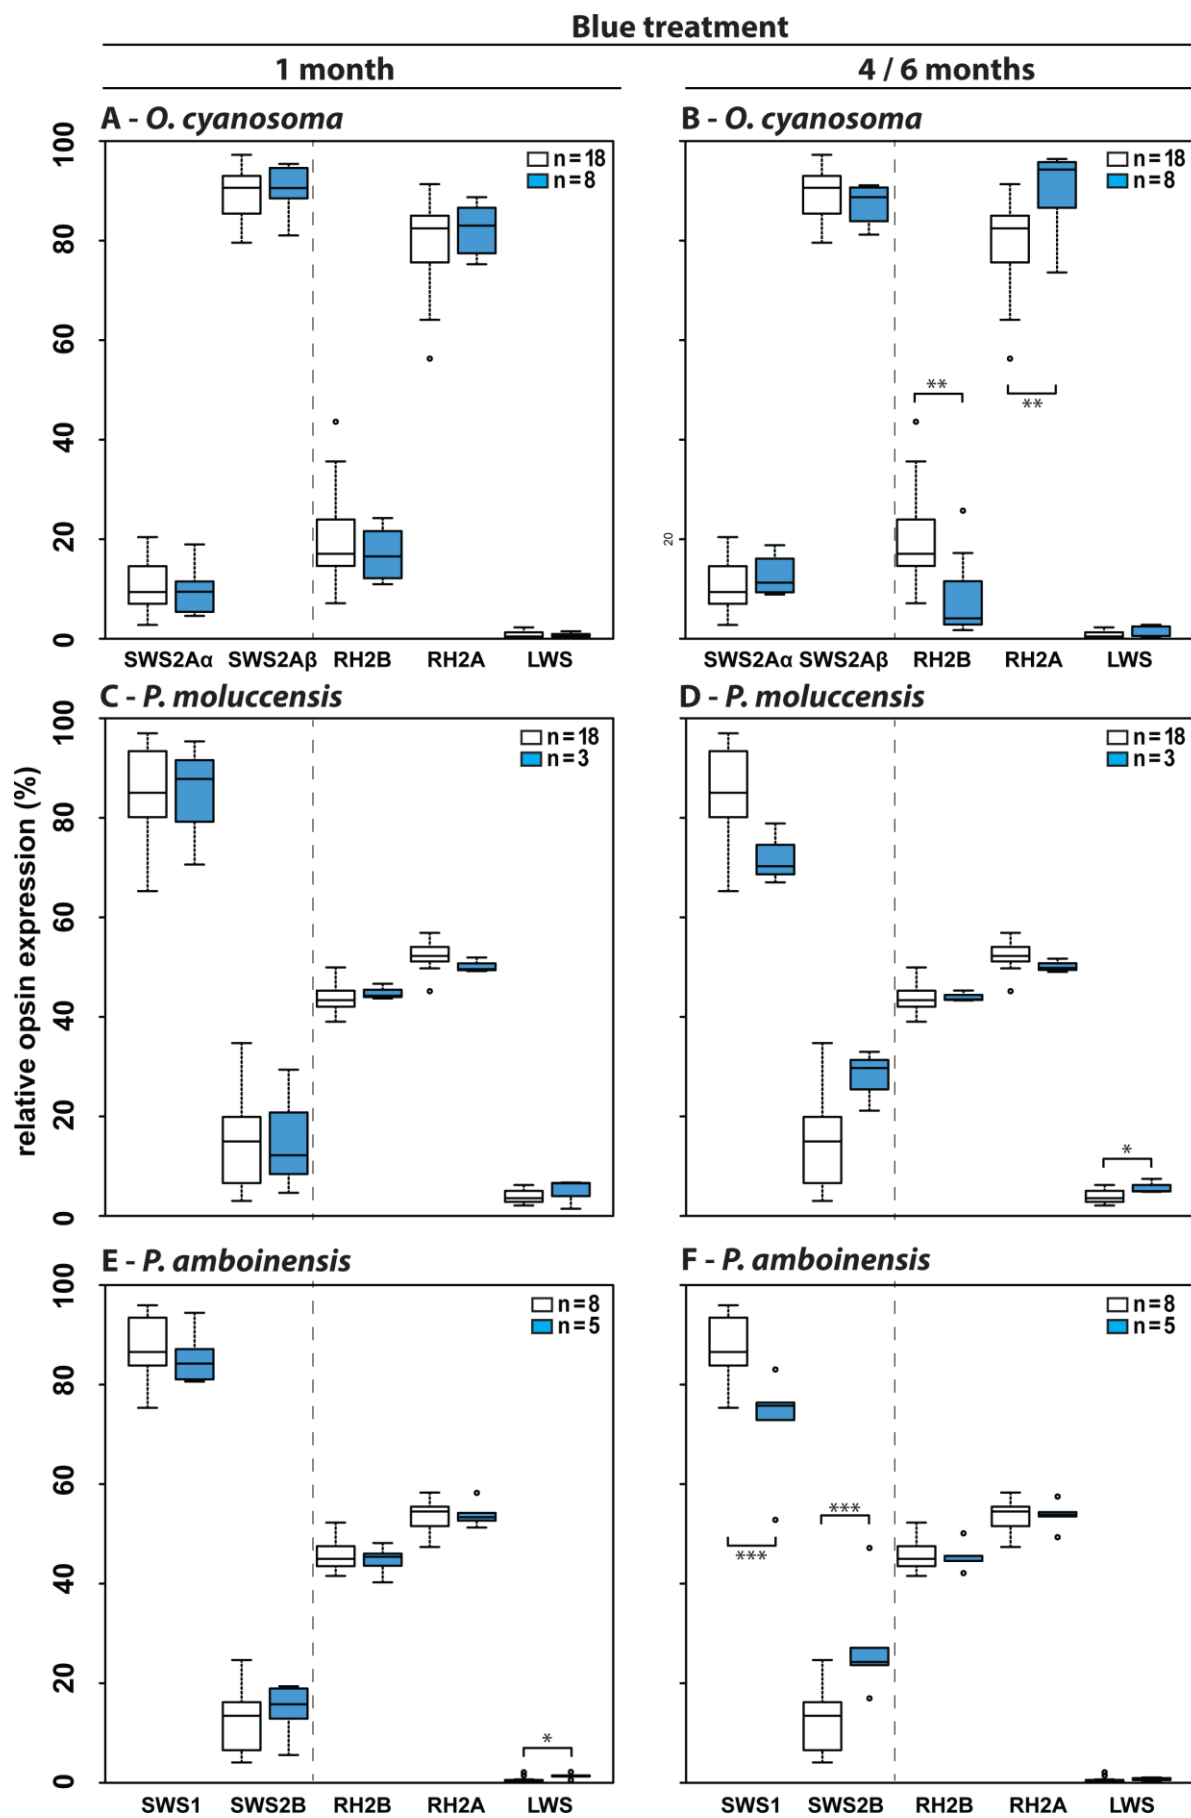 Blue treatment
1 month
4 / 6 months
A - O. cyanosoma
B - O. cyanosoma
100
80
60
40
20
0
n = 18
n = 8
20
n = 18
n = 8
**
**
SWS2Aα SWS2Aβ RH2B RH2A LWS
SWS2Aα SWS2Aβ RH2B RH2A LWS
C - P. moluccensis
D - P. moluccensis
relative opsin expression (%)
100
80
60
40
20
0
n = 18
n = 3
n = 18
n = 3
*
E - P. amboinensis
F - P. amboinensis
100
80
60
40
20
0
n = 8
n = 5
*
n = 8
n = 5
***
***
SWS1 SWS2B RH2B RH2A LWS
SWS1 SWS2B RH2B RH2A LWS